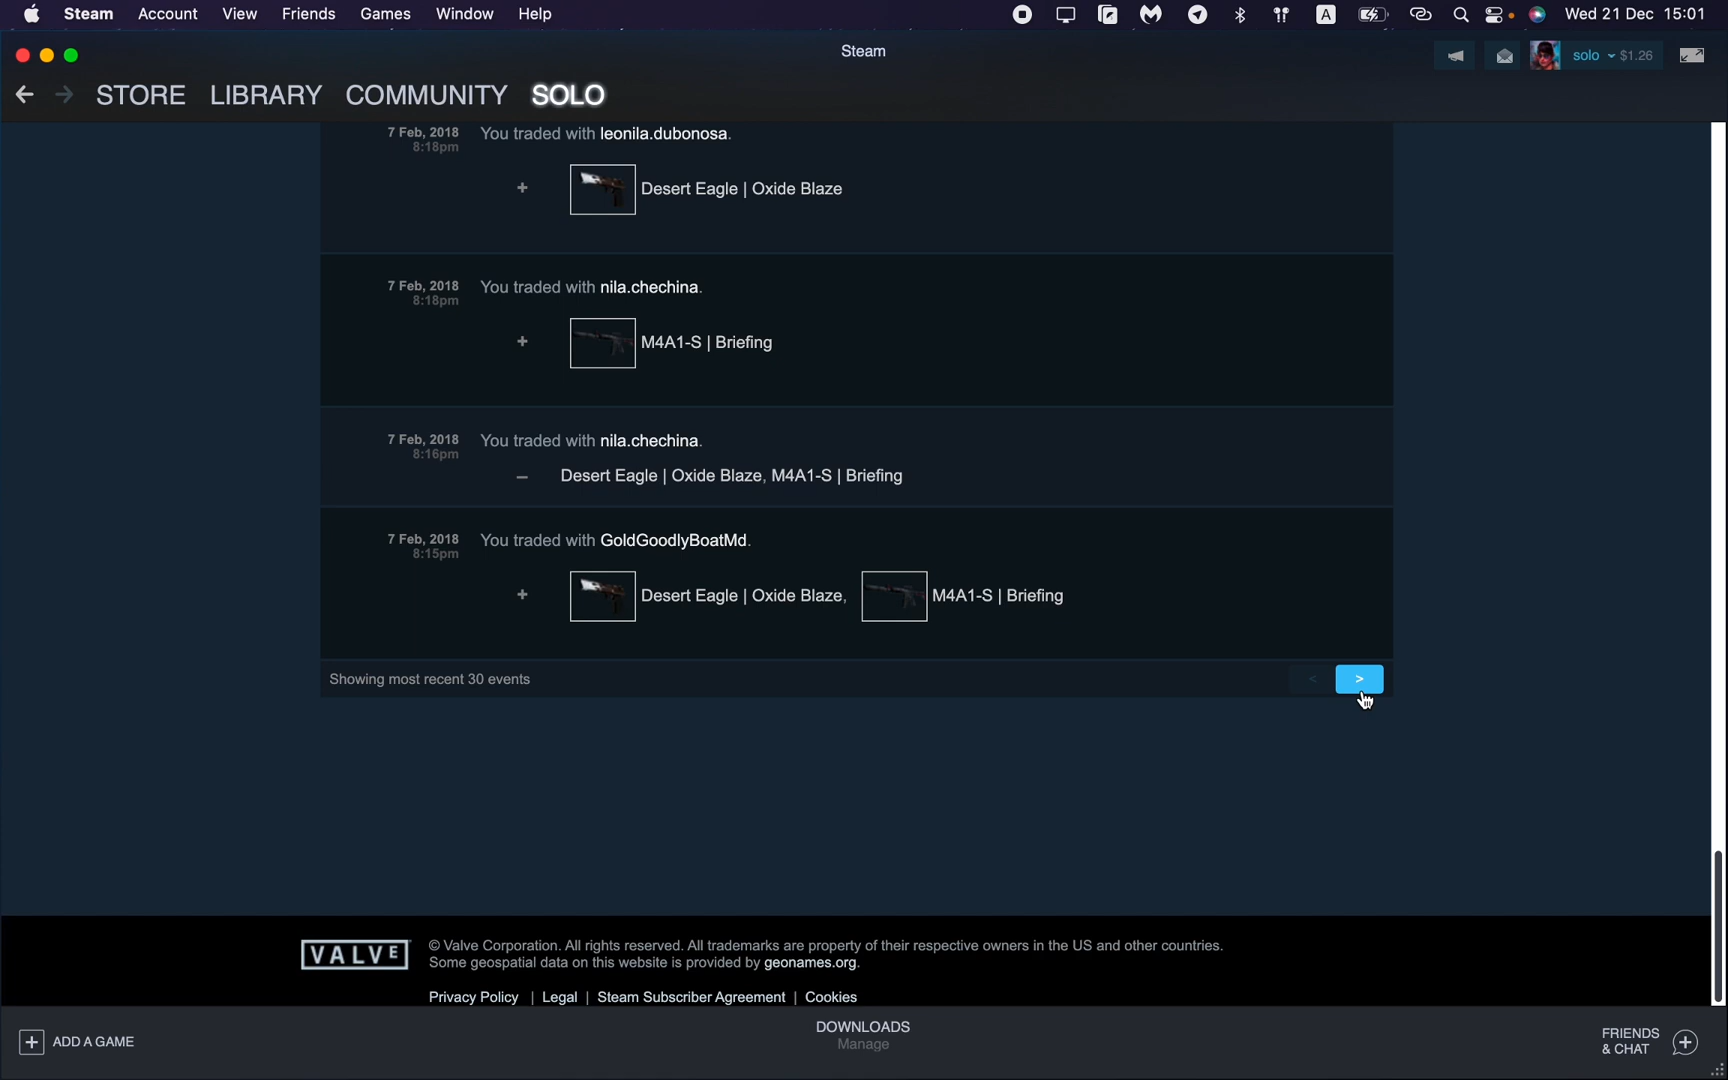 Steam Account View Friends Games Window Help A Wed 21 Dec 15:01
Steam
solo $1.26
STORE LIBRARY COMMUNITY SOLO
7 Feb, 2018 You traded with leonila.dubonosa.
8:18pm
+ Desert Eagle | Oxide Blaze
7 Feb, 2018 You traded with nila.chechina.
8:18pm
+ M4A1-S | Briefing
7 Feb, 2018 You traded with nila.chechina.
8:16pm
– Desert Eagle | Oxide Blaze, M4A1-S | Briefing
7 Feb, 2018 You traded with GoldGoodlyBoatMd.
8:15pm
+ Desert Eagle | Oxide Blaze, M4A1-S | Briefing
Showing most recent 30 events < >
VALVE © Valve Corporation. All rights reserved. All trademarks are property of their respective owners in the US and other countries.
Some geospatial data on this website is provided by geonames.org.
Privacy Policy | Legal | Steam Subscriber Agreement | Cookies
+ ADD A GAME
DOWNLOADS
Manage
FRIENDS
& CHAT +